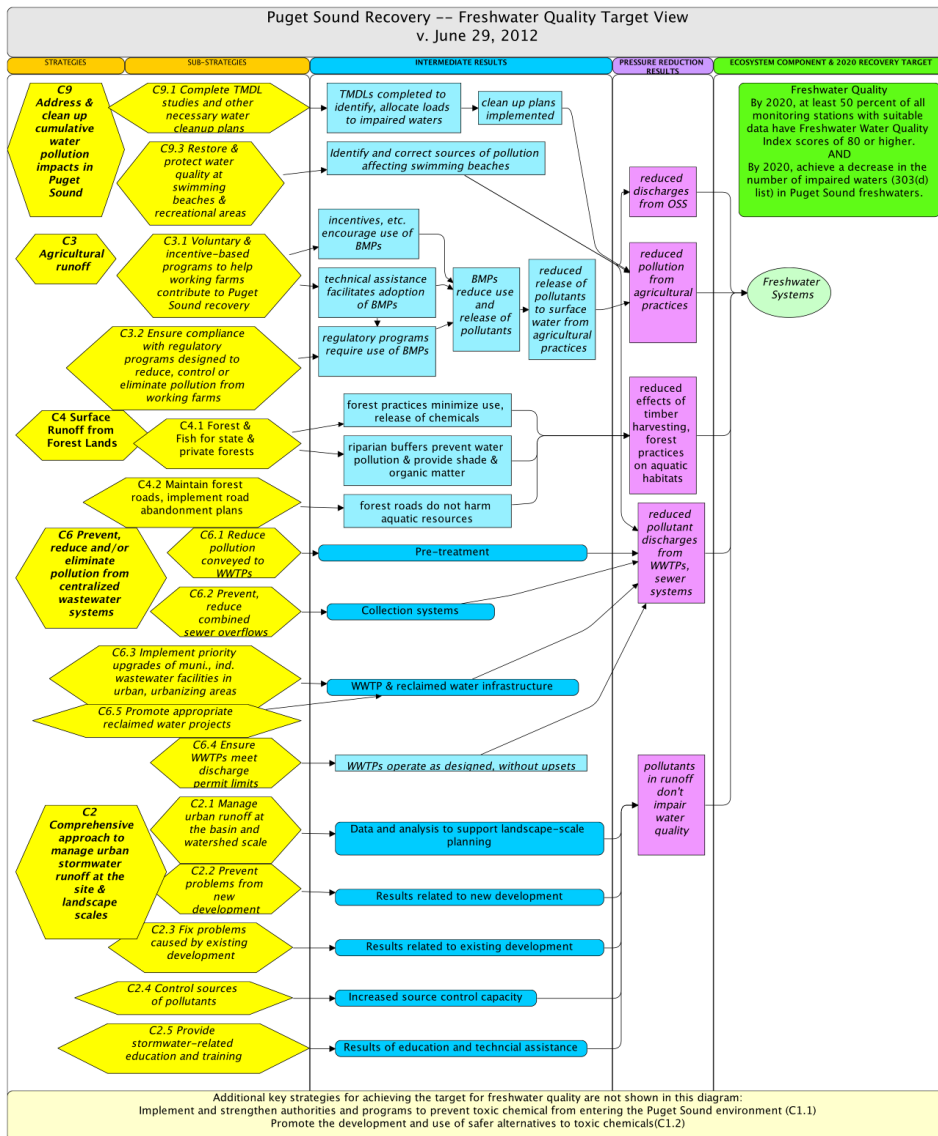 Puget Sound Recovery -- Freshwater Quality Target View
v. June 29, 2012
STRATEGIES
SUB-STRATEGIES
INTERMEDIATE RESULTS
PRESSURE REDUCTION
RESULTS
ECOSYSTEM COMPONENT & 2020 RECOVERY TARGET
C9
Address &
clean up
cumulative
water
pollution
impacts in
Puget
Sound
C9.1 Complete TMDL
studies and other
necessary water
cleanup plans
TMDLs completed to
identify, allocate loads
to impaired waters
clean up plans
implemented
Freshwater Quality
By 2020, at least 50 percent of all
monitoring stations with suitable
data have Freshwater Water Quality
Index scores of 80 or higher.
AND
By 2020, achieve a decrease in the
number of impaired waters (303(d)
list) in Puget Sound freshwaters.
C9.3 Restore &
protect water
quality at
swimming
beaches &
recreational areas
Identify and correct sources of pollution
affecting swimming beaches
reduced
discharges
from OSS
C3
Agricultural
runoff
C3.1 Voluntary &
incentive-based
programs to help
working farms
contribute to Puget
Sound recovery
incentives, etc.
encourage use of
BMPs
technical assistance
facilitates adoption
of BMPs
BMPs
reduce use
and
release of
pollutants
reduced
release of
pollutants
to surface
water from
agricultural
practices
reduced
pollution
from
agricultural
practices
Freshwater
Systems
C3.2 Ensure compliance
with regulatory
programs designed to
reduce, control or
eliminate pollution from
working farms
regulatory programs
require use of BMPs
C4 Surface
Runoff from
Forest Lands
C4.1 Forest &
Fish for state &
private forests
forest practices minimize use,
release of chemicals
riparian buffers prevent water
pollution & provide shade &
organic matter
reduced
effects of
timber
harvesting,
forest
practices
on aquatic
habitats
C4.2 Maintain forest
roads, implement road
abandonment plans
forest roads do not harm
aquatic resources
C6 Prevent,
reduce and/or
eliminate
pollution from
centralized
wastewater
systems
C6.1 Reduce
pollution
conveyed to
WWTPs
Pre-treatment
reduced
pollutant
discharges
from
WWTPs,
sewer
systems
C6.2 Prevent,
reduce
combined
sewer overflows
Collection systems
C6.3 Implement priority
upgrades of muni., ind.
wastewater facilities in
urban, urbanizing areas
WWTP & reclaimed water infrastructure
C6.5 Promote appropriate
reclaimed water projects
C6.4 Ensure
WWTPs meet
discharge
permit limits
WWTPs operate as designed, without upsets
pollutants
in runoff
don't
impair
water
quality
C2
Comprehensive
approach to
manage urban
stormwater
runoff at the
site &
landscape
scales
C2.1 Manage
urban runoff at
the basin and
watershed scale
Data and analysis to support landscape-scale
planning
C2.2 Prevent
problems from
new
development
Results related to new development
C2.3 Fix problems
caused by existing
development
Results related to existing development
C2.4 Control sources
of pollutants
Increased source control capacity
C2.5 Provide
stormwater-related
education and training
Results of education and techncial assistance
Additional key strategies for achieving the target for freshwater quality are not shown in this diagram:
Implement and strengthen authorities and programs to prevent toxic chemical from entering the Puget Sound environment (C1.1)
Promote the development and use of safer alternatives to toxic chemicals(C1.2)